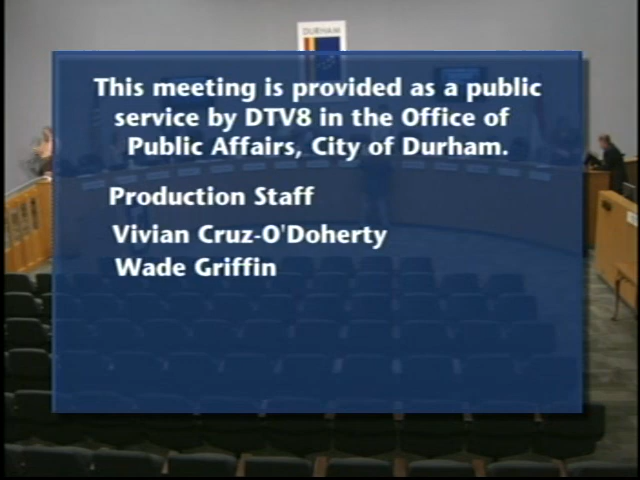 DURHAM
This meeting is provided as a public
service by DTV8 in the Office of
Public Affairs, City of Durham.
Production Staff
Vivian Cruz-O'Doherty
Wade Griffin